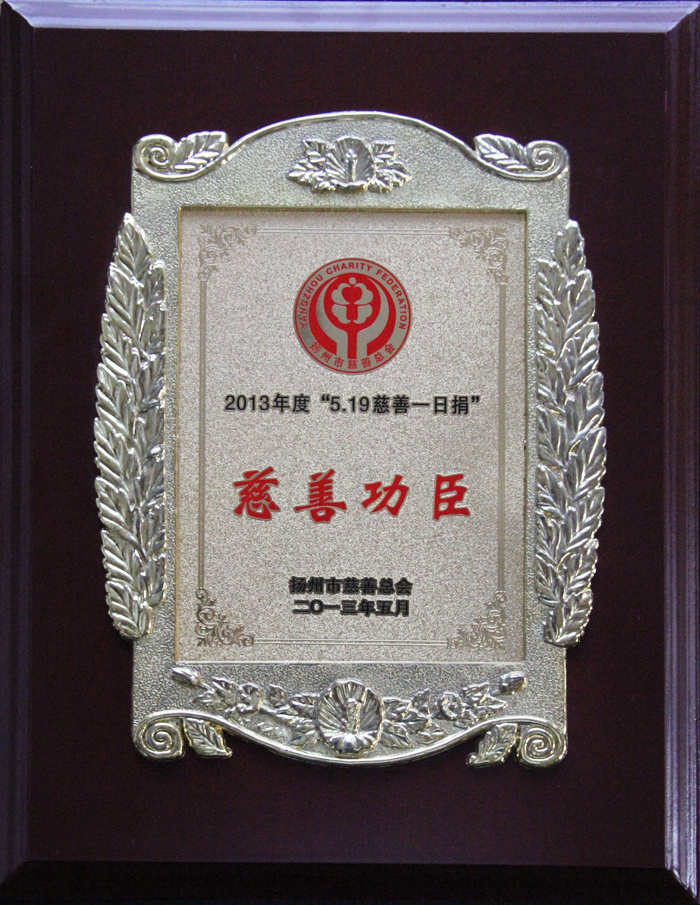 YANGZHOU CHARITY FEDERATION
扬州市慈善总会
2013年度“5.19慈善一日捐”
慈善功臣
扬州市慈善总会
二〇一三年五月